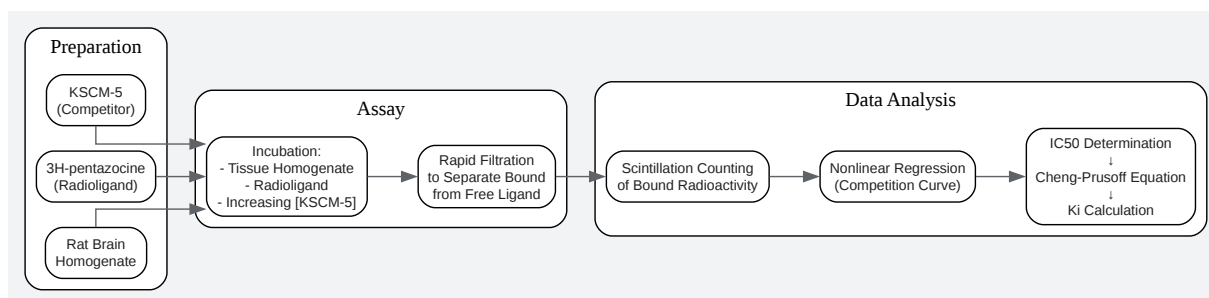 Preparation
KSCM-5
(Competitor)
3H-pentazocine
(Radioligand)
Rat Brain
Homogenate
Assay
Incubation:
- Tissue Homogenate
- Radioligand
- Increasing [KSCM-5]
Rapid Filtration
to Separate Bound
from Free Ligand
Data Analysis
Scintillation Counting
of Bound Radioactivity
Nonlinear Regression
(Competition Curve)
IC50 Determination
↓
Cheng-Prusoff Equation
↓
Ki Calculation